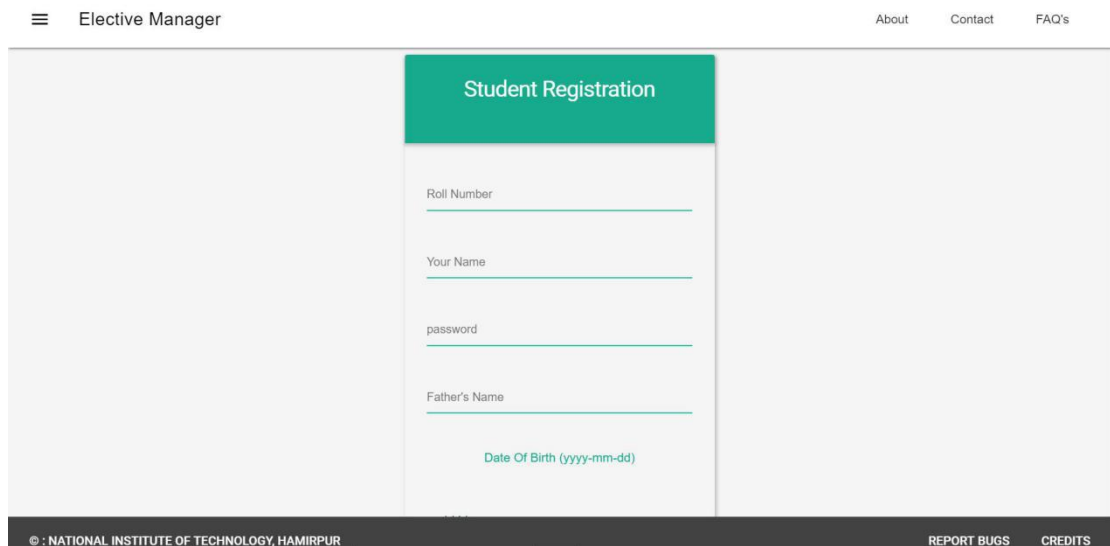 Elective Manager About Contact FAQ's
Student Registration
Roll Number
Your Name
password
Father's Name
Date Of Birth (yyyy-mm-dd)
© : NATIONAL INSTITUTE OF TECHNOLOGY, HAMIRPUR REPORT BUGS CREDITS